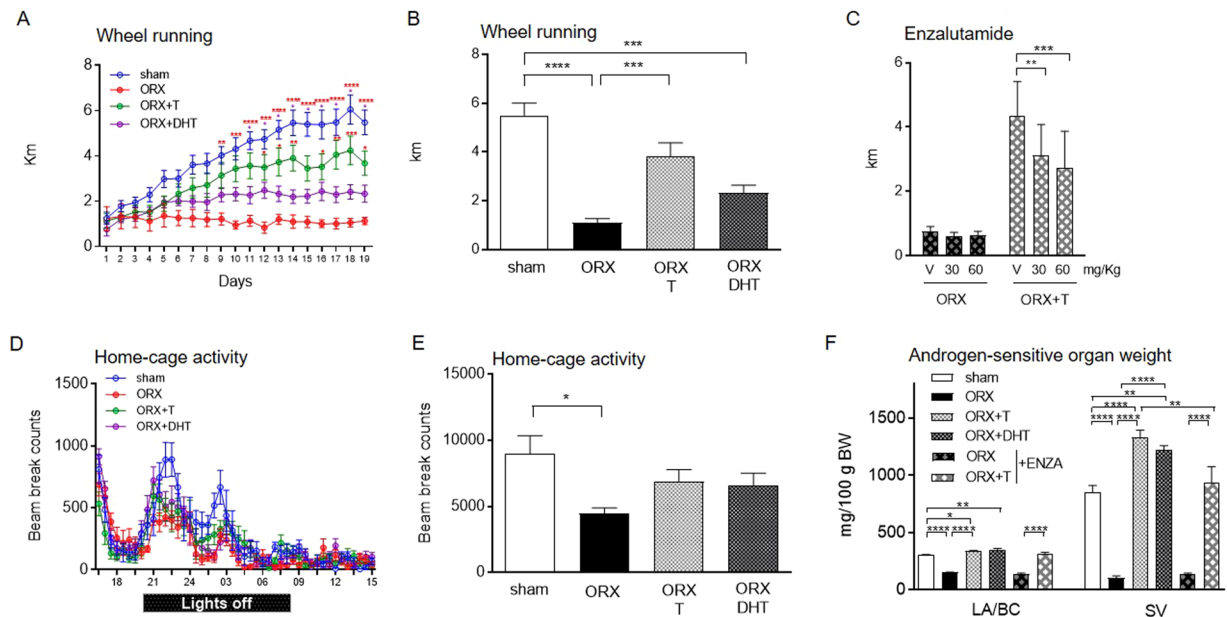 A
Wheel running
8
6
4
2
0
Km
sham
ORX
ORX+T
ORX+DHT
1 2 3 4 5 6 7 8 9 10 11 12 13 14 15 16 17 18 19
Days
B
Wheel running
8
6
4
2
0
km
***
**** ***
sham ORX ORX ORX
T DHT
C
Enzalutamide
6
4
2
0
km
***
**
V 30 60 V 30 60 mg/Kg
ORX ORX+T
D
Home-cage activity
1500
1000
500
0
Beam break counts
sham
ORX
ORX+T
ORX+DHT
18 21 24 03 06 09 12 15
Lights off
E
Home-cage activity
15000
10000
5000
0
Beam break counts
*
sham ORX ORX ORX
T DHT
F
Androgen-sensitive organ weight
sham
ORX
ORX+T
ORX+DHT
ORX
ORX+T
+ENZA
1500
1000
500
0
mg/100 g BW
****
**
**** **
**** **** ****
**
*
**** **** ****
LA/BC SV